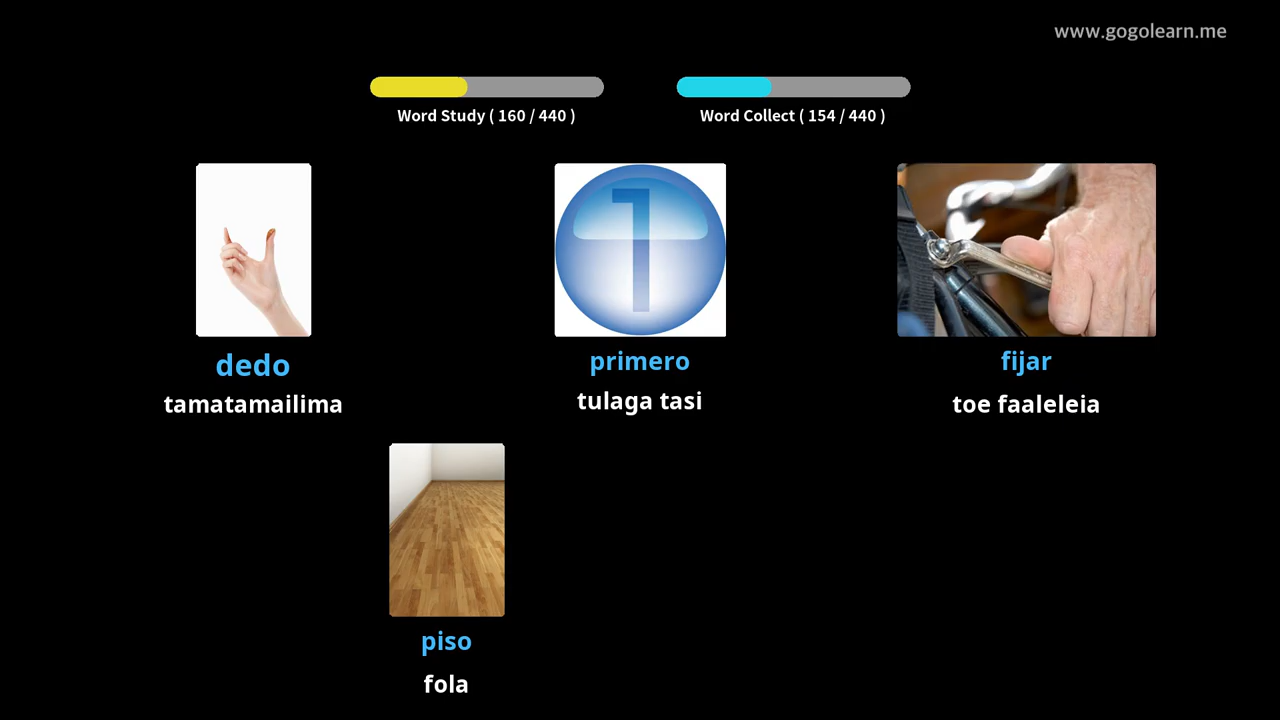 www.gogolearn.me
Word Study ( 160 / 440 )
Word Collect ( 154 / 440 )
1
dedo
tamatamailima
primero
tulaga tasi
fijar
toe faaleleia
piso
fola